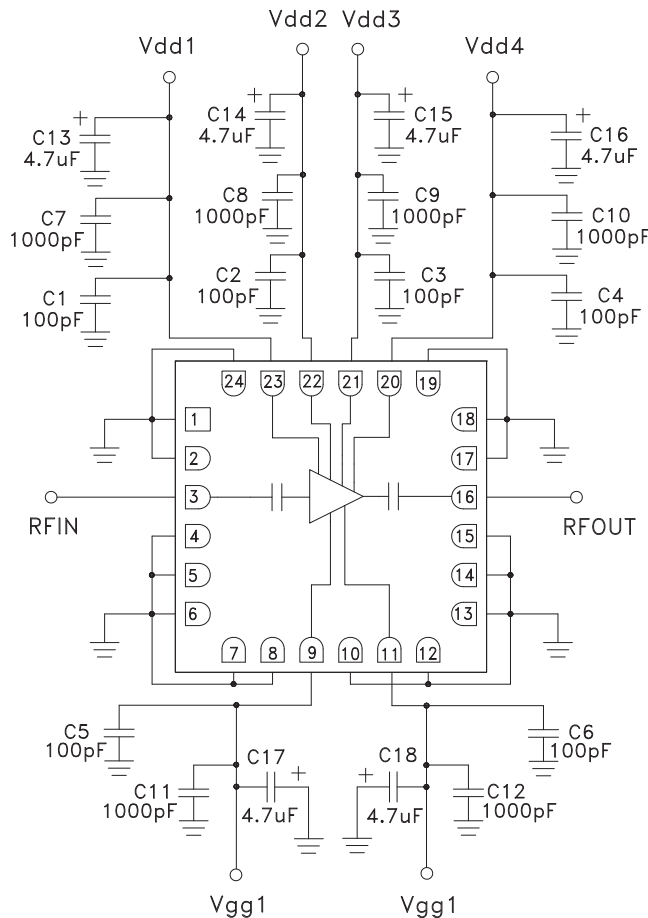 Vdd1
Vdd2
Vdd3
Vdd4
+
C13
4.7uF
+
C14
4.7uF
+
C15
4.7uF
+
C16
4.7uF
C7
1000pF
C8
1000pF
C9
1000pF
C10
1000pF
C1
100pF
C2
100pF
C3
100pF
C4
100pF
24
23
22
21
20
19
1
18
2
17
RFIN
3
16
RFOUT
4
15
5
14
6
13
7
8
9
10
11
12
C5
100pF
C6
100pF
C11
1000pF
C17
+
4.7uF
+
C18
4.7uF
C12
1000pF
Vgg1
Vgg1